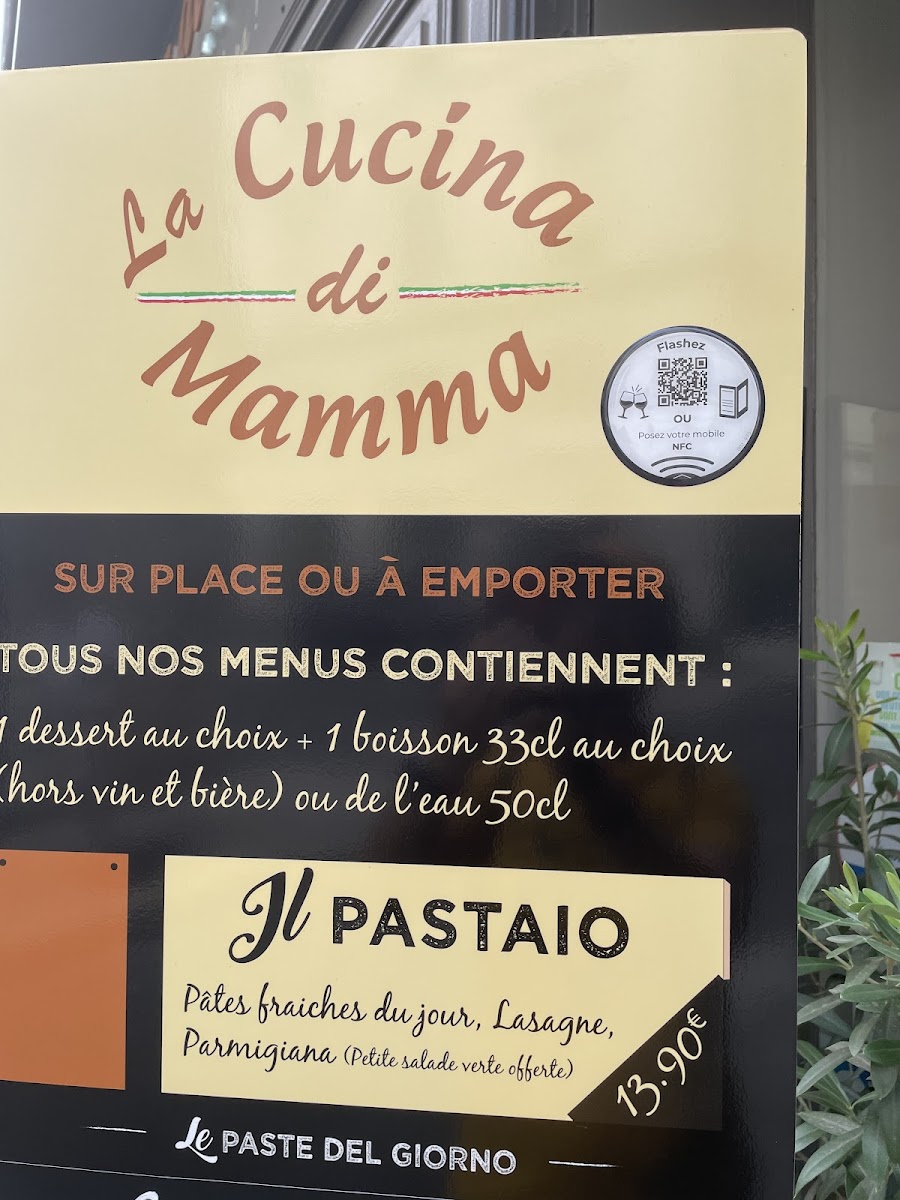 La Cucina
di
Mamma
Flashez
OU
Posez votre mobile
NFC
SUR PLACE OU À EMPORTER
TOUS NOS MENUS CONTIENNENT :
1 dessert au choix + 1 boisson 33cl au choix
(hors vin et bière) ou de l'eau 50cl
Il PASTAIO
Pâtes fraiches du jour, Lasagne,
Parmigiana (Petite salade verte offerte)
13.90€
Le PASTE DEL GIORNO